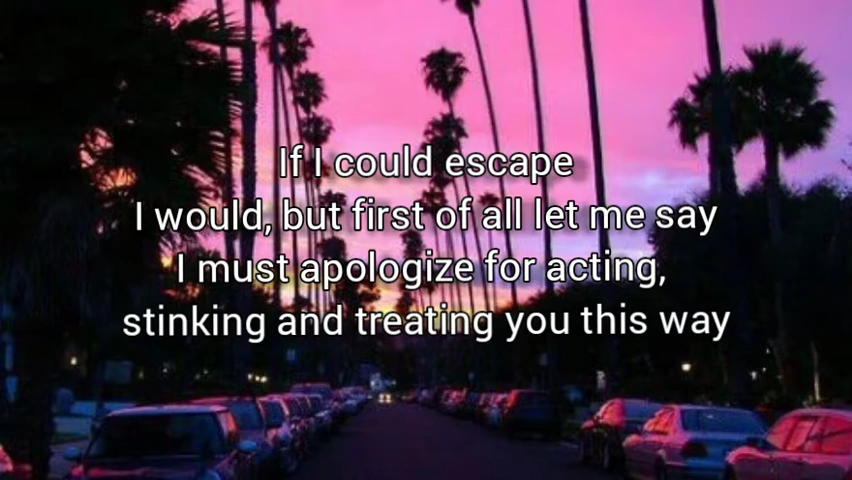 If I could escape
I would, but first of all let me say
I must apologize for acting,
stinking and treating you this way